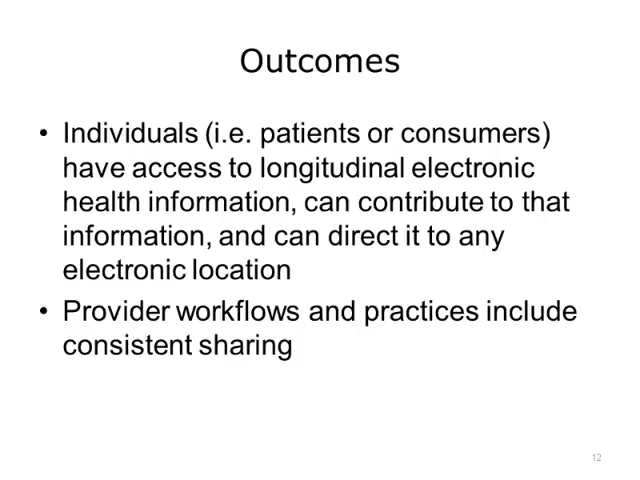 Outcomes
• Individuals (i.e. patients or consumers)
have access to longitudinal electronic
health information, can contribute to that
information, and can direct it to any
electronic location
• Provider workflows and practices include
consistent sharing
12